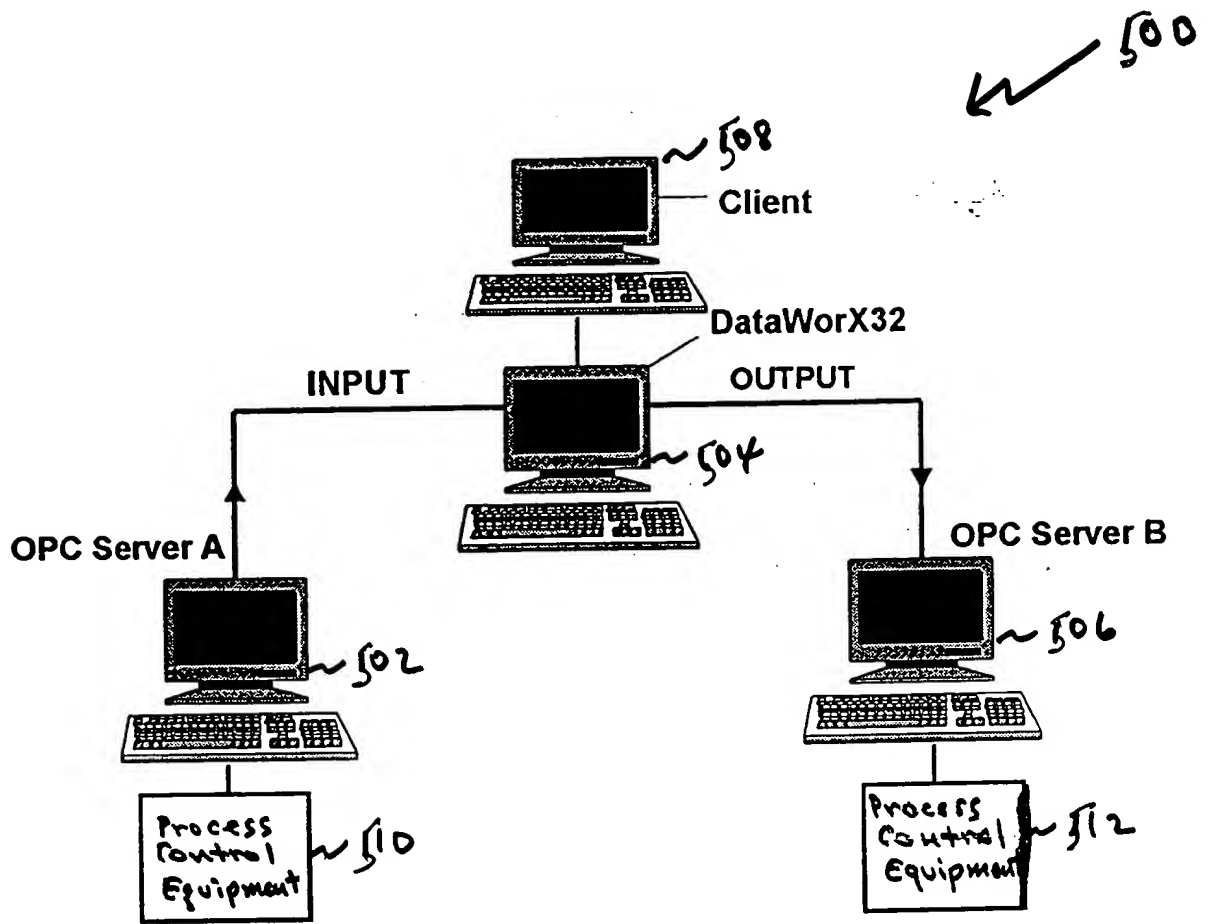 500
508
Client
DataWorX32
INPUT
OUTPUT
504
OPC Server A
OPC Server B
506
502
Process
Control
Equipment
510
Process
Control
Equipment
512